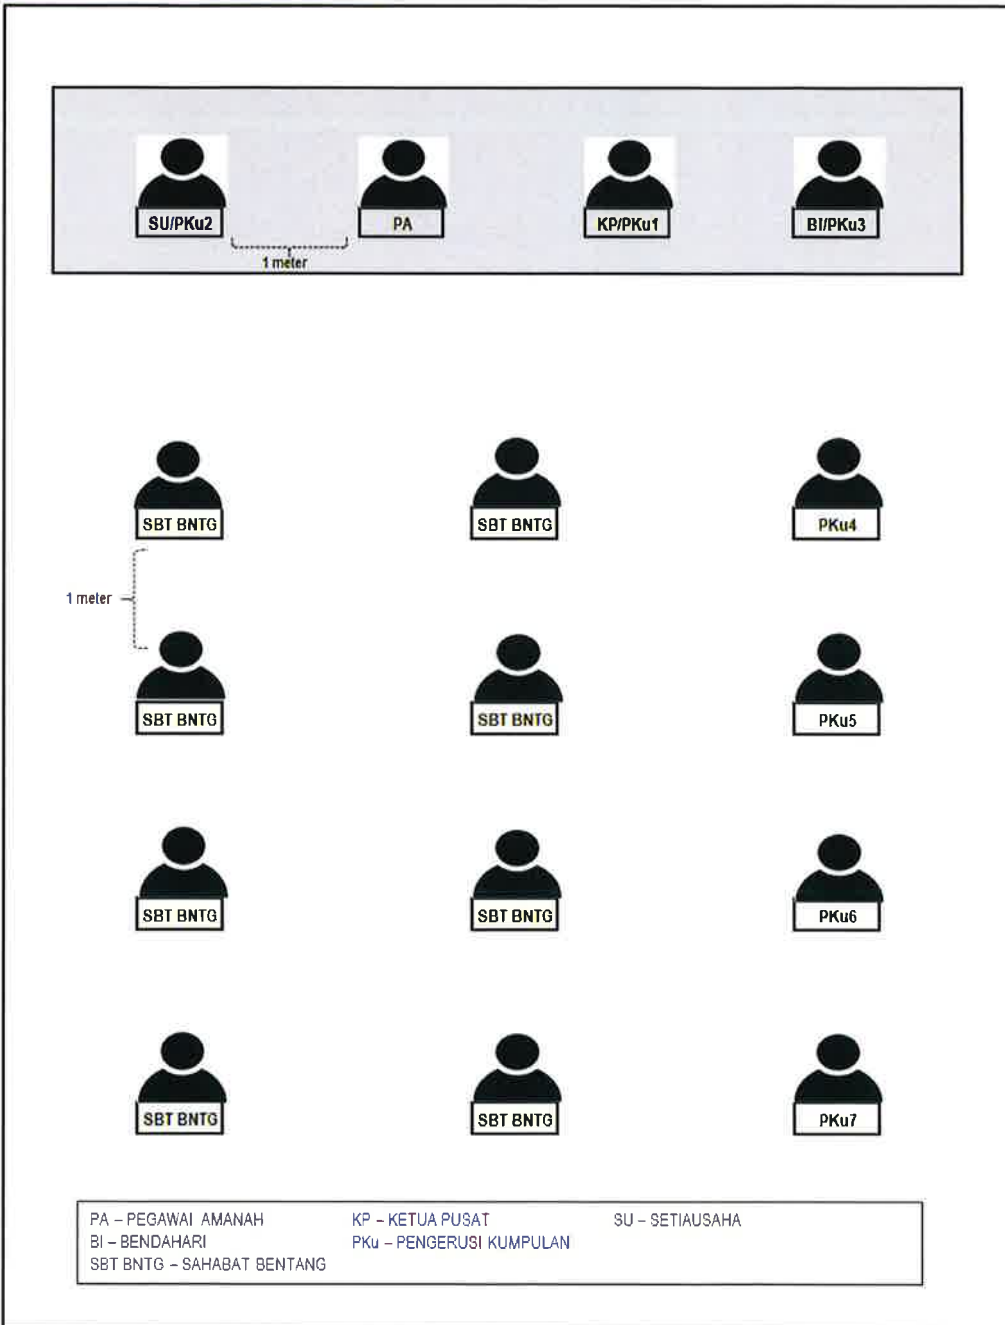 SU/PKu2 PA KP/PKu1 BI/PKu3
1 meter
SBT BNTG SBT BNTG PKu4
1 meter
SBT BNTG SBT BNTG PKu5
SBT BNTG SBT BNTG PKu6
SBT BNTG SBT BNTG PKu7
PA – PEGAWAI AMANAH KP – KETUA PUSAT SU – SETIAUSAHA
BI – BENDAHARI PKu – PENGERUSI KUMPULAN
SBT BNTG – SAHABAT BENTANG